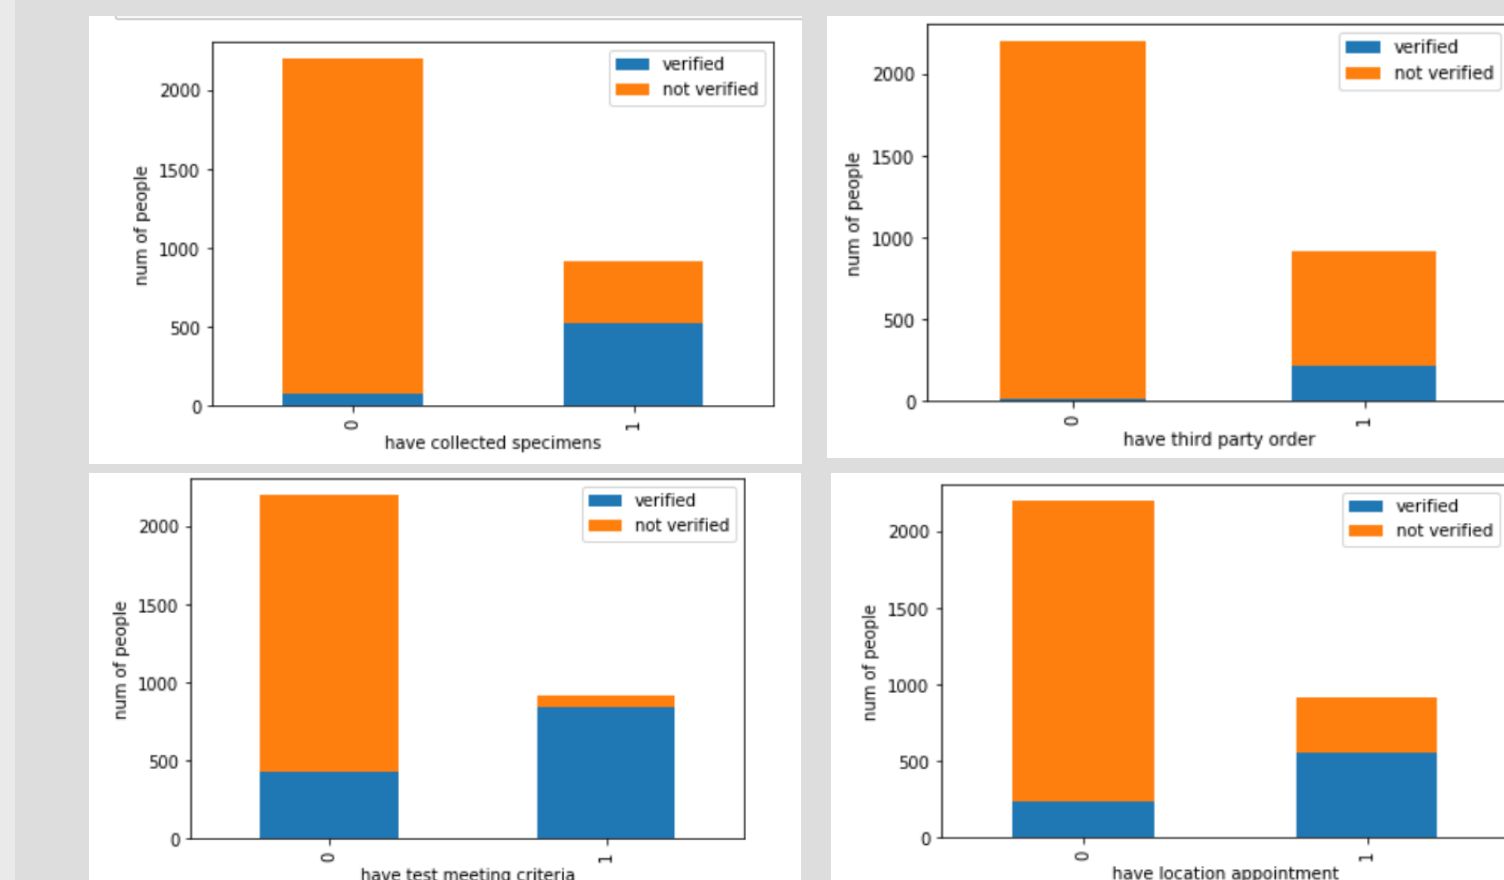 verified
not verified
2000
1500
1000
500
0
num of people
0
1
have collected specimens
verified
not verified
2000
1500
1000
500
0
num of people
0
1
have third party order
verified
not verified
2000
1500
1000
500
0
num of people
0
1
have test meeting criteria
verified
not verified
2000
1500
1000
500
0
num of people
0
1
have location appointment